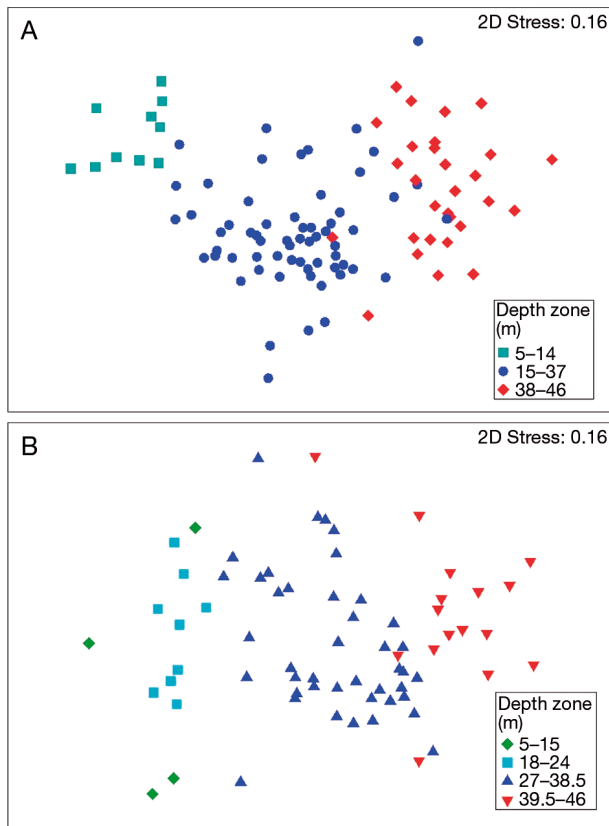 A
2D Stress: 0.16
Depth zone
(m)
5–14
15–37
38–46
B
2D Stress: 0.16
Depth zone
(m)
5–15
18–24
27–38.5
39.5–46